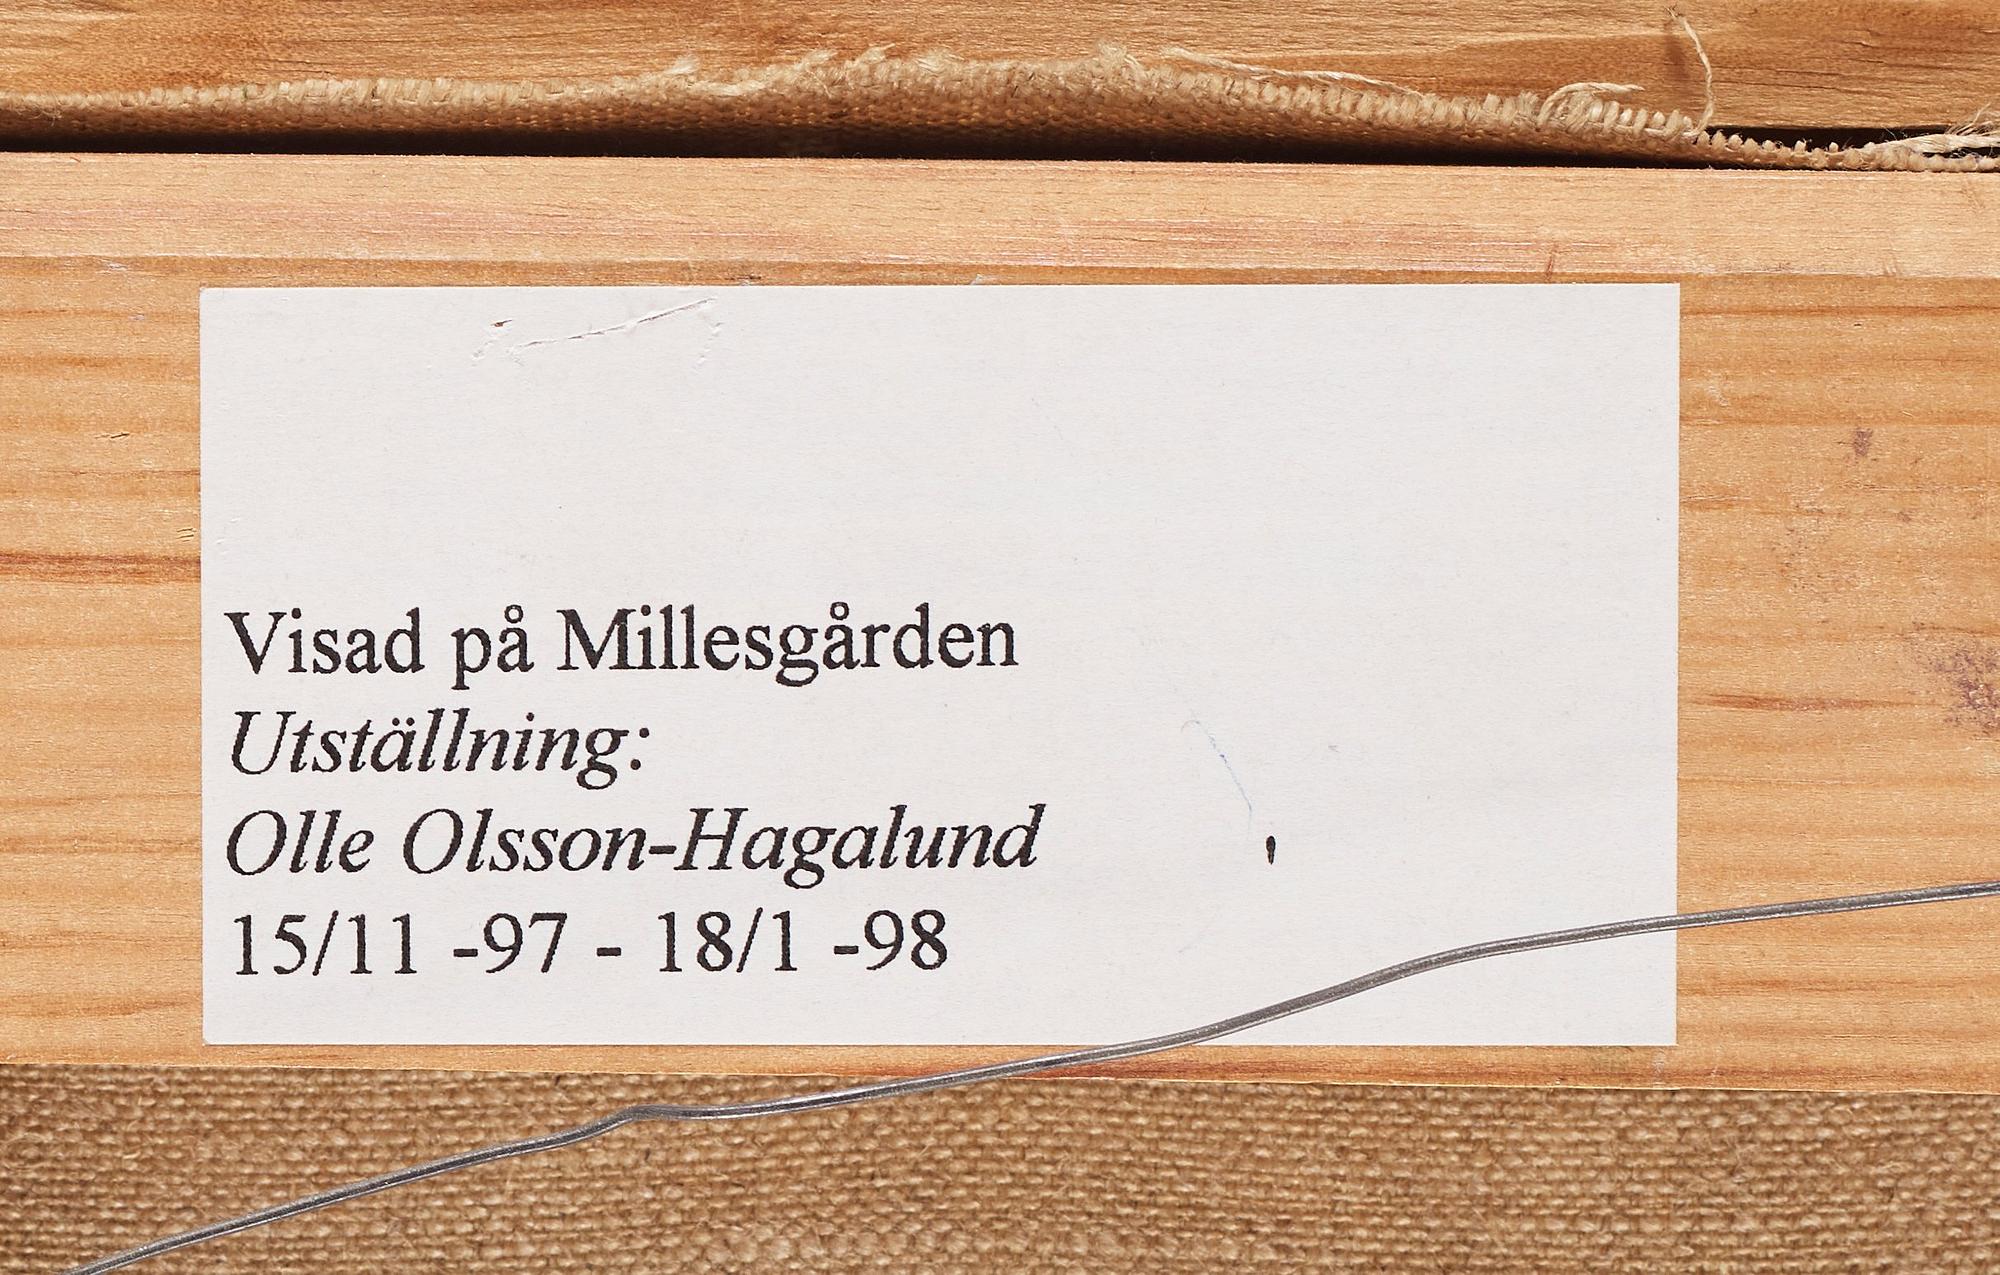 Visad på Millesgården
Utställning:
Olle Olsson-Hagalund
15/11 -97 - 18/1 -98